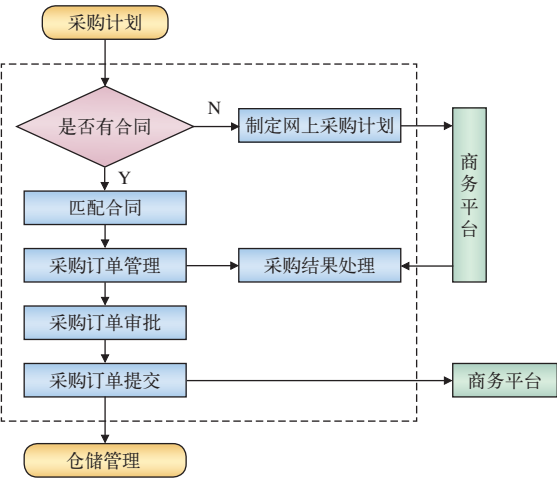 采购计划
是否有合同
N
制定网上采购计划
商务平台
Y
匹配合同
采购订单管理
采购结果处理
采购订单审批
采购订单提交
商务平台
仓储管理